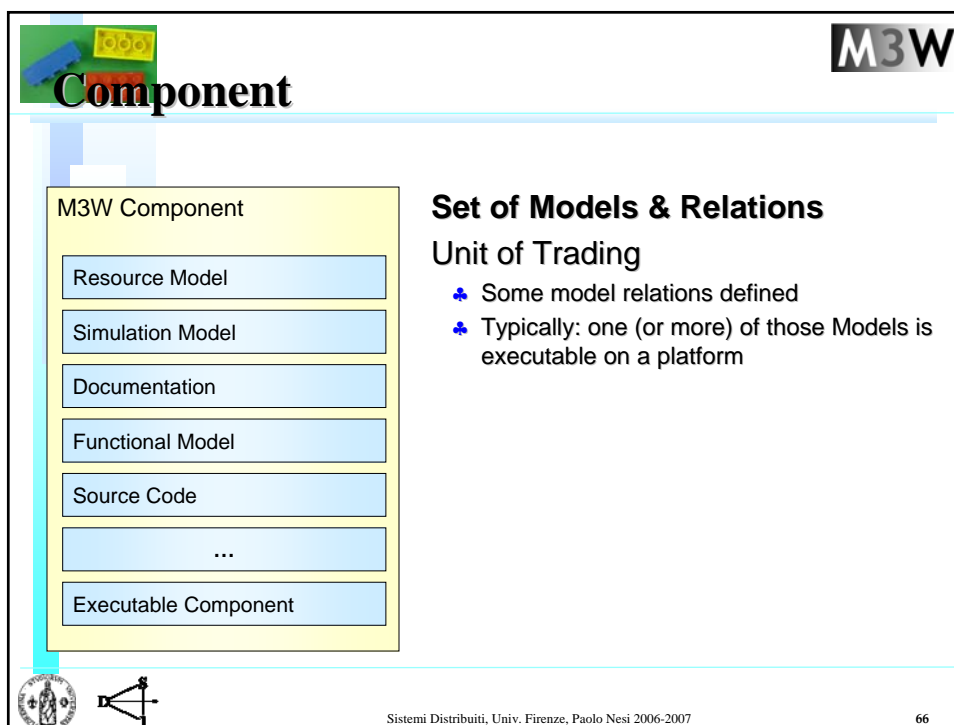 M3W
Component
M3W Component
Resource Model
Simulation Model
Documentation
Functional Model
Source Code
...
Executable Component
Set of Models & Relations
Unit of Trading
♣ Some model relations defined
♣ Typically: one (or more) of those Models is
executable on a platform
D S I
Sistemi Distribuiti, Univ. Firenze, Paolo Nesi 2006-2007
66